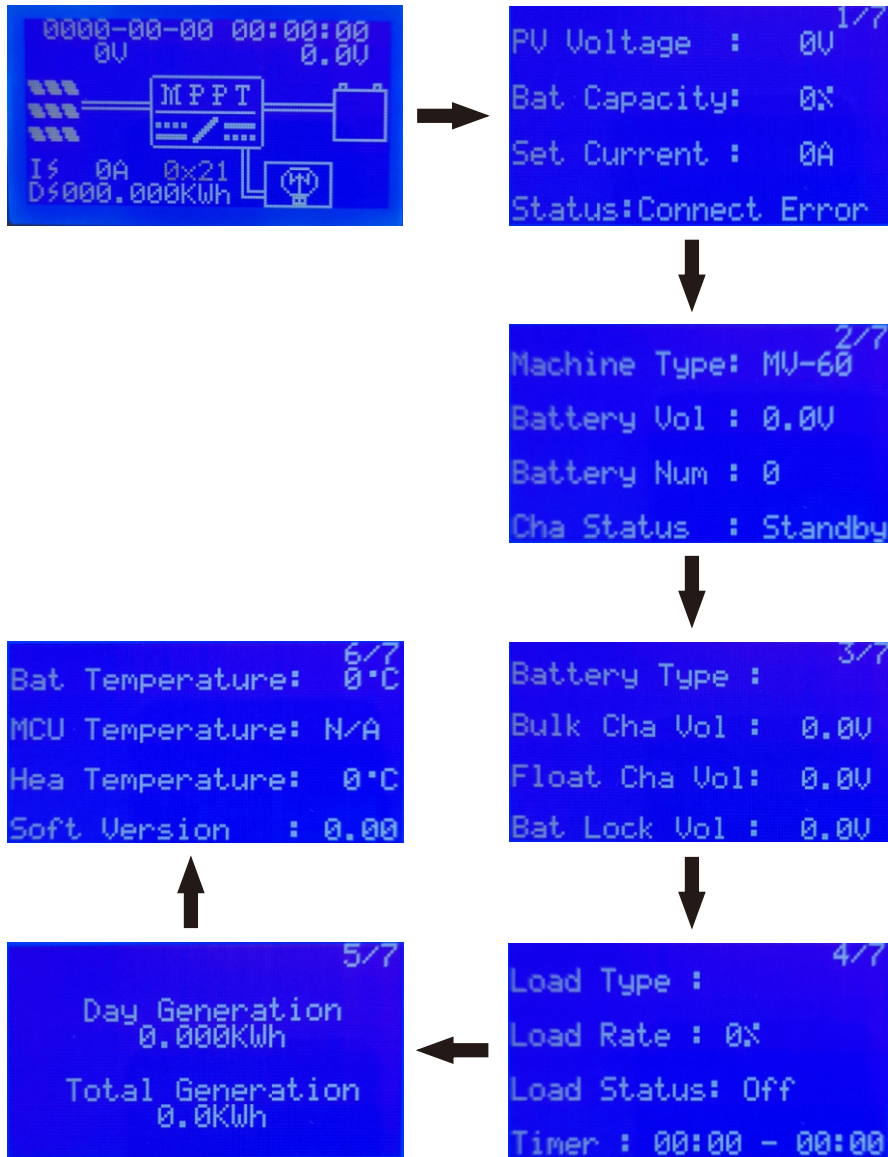 0000-00-00 00:00:00
0V 0.0V
MPPT
I⚡ 0A 0x21
D⚡000.000KWh
1/7
PV Voltage : 0V
Bat Capacity: 0%
Set Current : 0A
Status:Connect Error
2/7
Machine Type: MV-60
Battery Vol : 0.0V
Battery Num : 0
Cha Status : Standby
3/7
Battery Type :
Bulk Cha Vol : 0.0V
Float Cha Vol: 0.0V
Bat Lock Vol : 0.0V
4/7
Load Type :
Load Rate : 0%
Load Status: Off
Timer : 00:00 - 00:00
5/7
Day Generation
0.000KWh
Total Generation
0.0KWh
6/7
Bat Temperature: 0°C
MCU Temperature: N/A
Hea Temperature: 0°C
Soft Version : 0.00